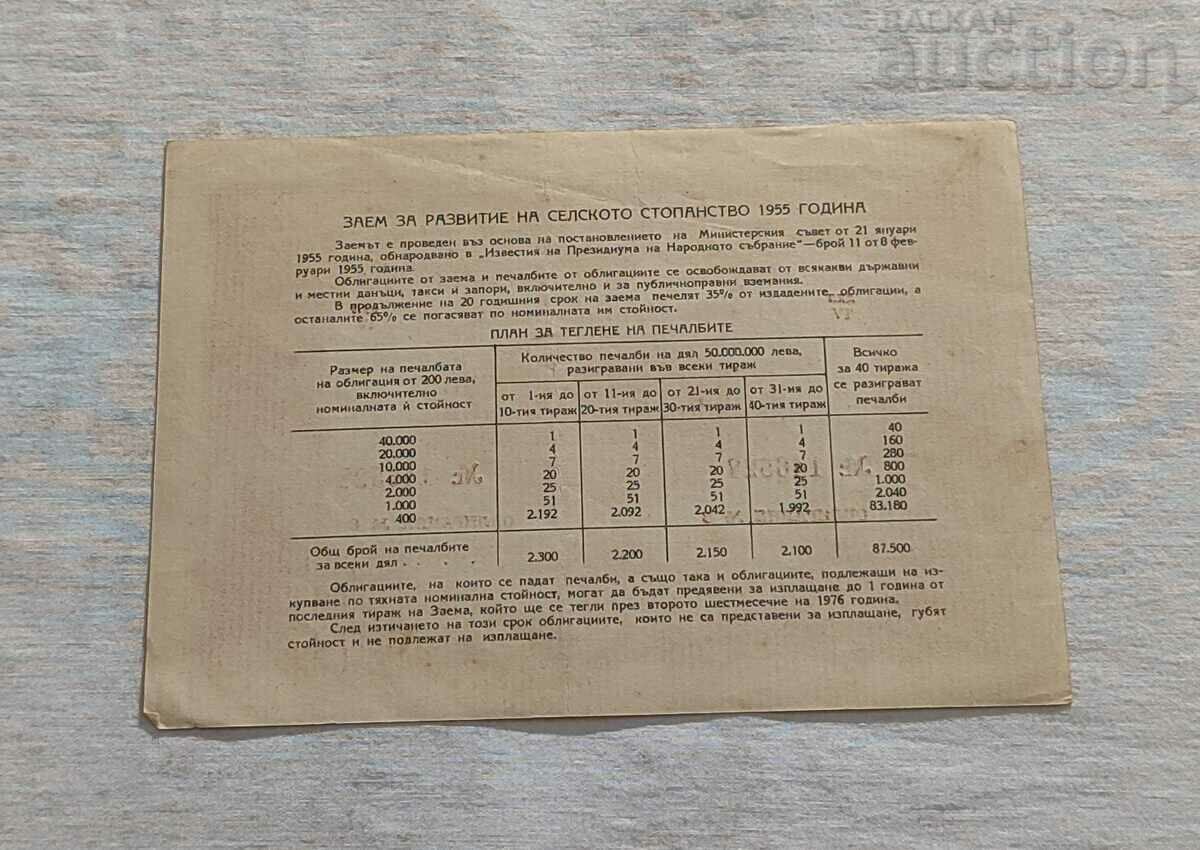 БАСКАН
auction
ЗАЕМ ЗА РАЗВИТИЕ НА СЕЛСКОТО СТОПАНСТВО 1955 ГОДИНА
Заемът е проведен въз основа на постановлението на Министерския съвет от 21 януари
1955 година, обнародвано в „Известия на Президиума на Народното събрание“—брой 11 от 8 фев-
руари 1955 година.
Облигациите от заема и печалбите от облигациите се освобождават от всякакви държавни
и местни данъци, такси и запори, включително и за публичноправни вземания.
В продължение на 20 годишния срок на заема печелят 35% от издадените облигации, а
останалите 65% се погасяват по номиналната им стойност.
ПЛАН ЗА ТЕГЛЕНЕ НА ПЕЧАЛБИТЕ
Размер на печалбата
на облигация от 200 лева,
включително
номиналната ѝ стойност
Количество печалби на дял 50.000.000 лева,
разигравани във всеки тираж
Всичко
за 40 тиража
се разиграват
печалби
от 1-ия до от 11-ия до от 21-ия до от 31-ия до
10-тия тираж 20-тия тираж 30-тия тираж 40-тия тираж
40.000 1 1 1 1 40
20.000 4 4 4 4 160
10.000 7 7 7 7 280
4.000 20 20 20 20 800
2.000 25 25 25 25 1.000
1.000 51 51 51 51 2.040
400 2.192 2.092 2.042 1.992 83.180
Общ брой на печалбите
за всеки дял . . . . 2.300 2.200 2.150 2.100 87.500
Облигациите, на които се падат печалби, а също така и облигациите, подлежащи на из-
купване по тяхната номинална стойност, могат да бъдат предявени за изплащане до 1 година от
последния тираж на Заема, който ще се тегли през второто шестмесечие на 1976 година.
След изтичането на този срок облигациите, които не са представени за изплащане, губят
стойност и не подлежат на изплащане.